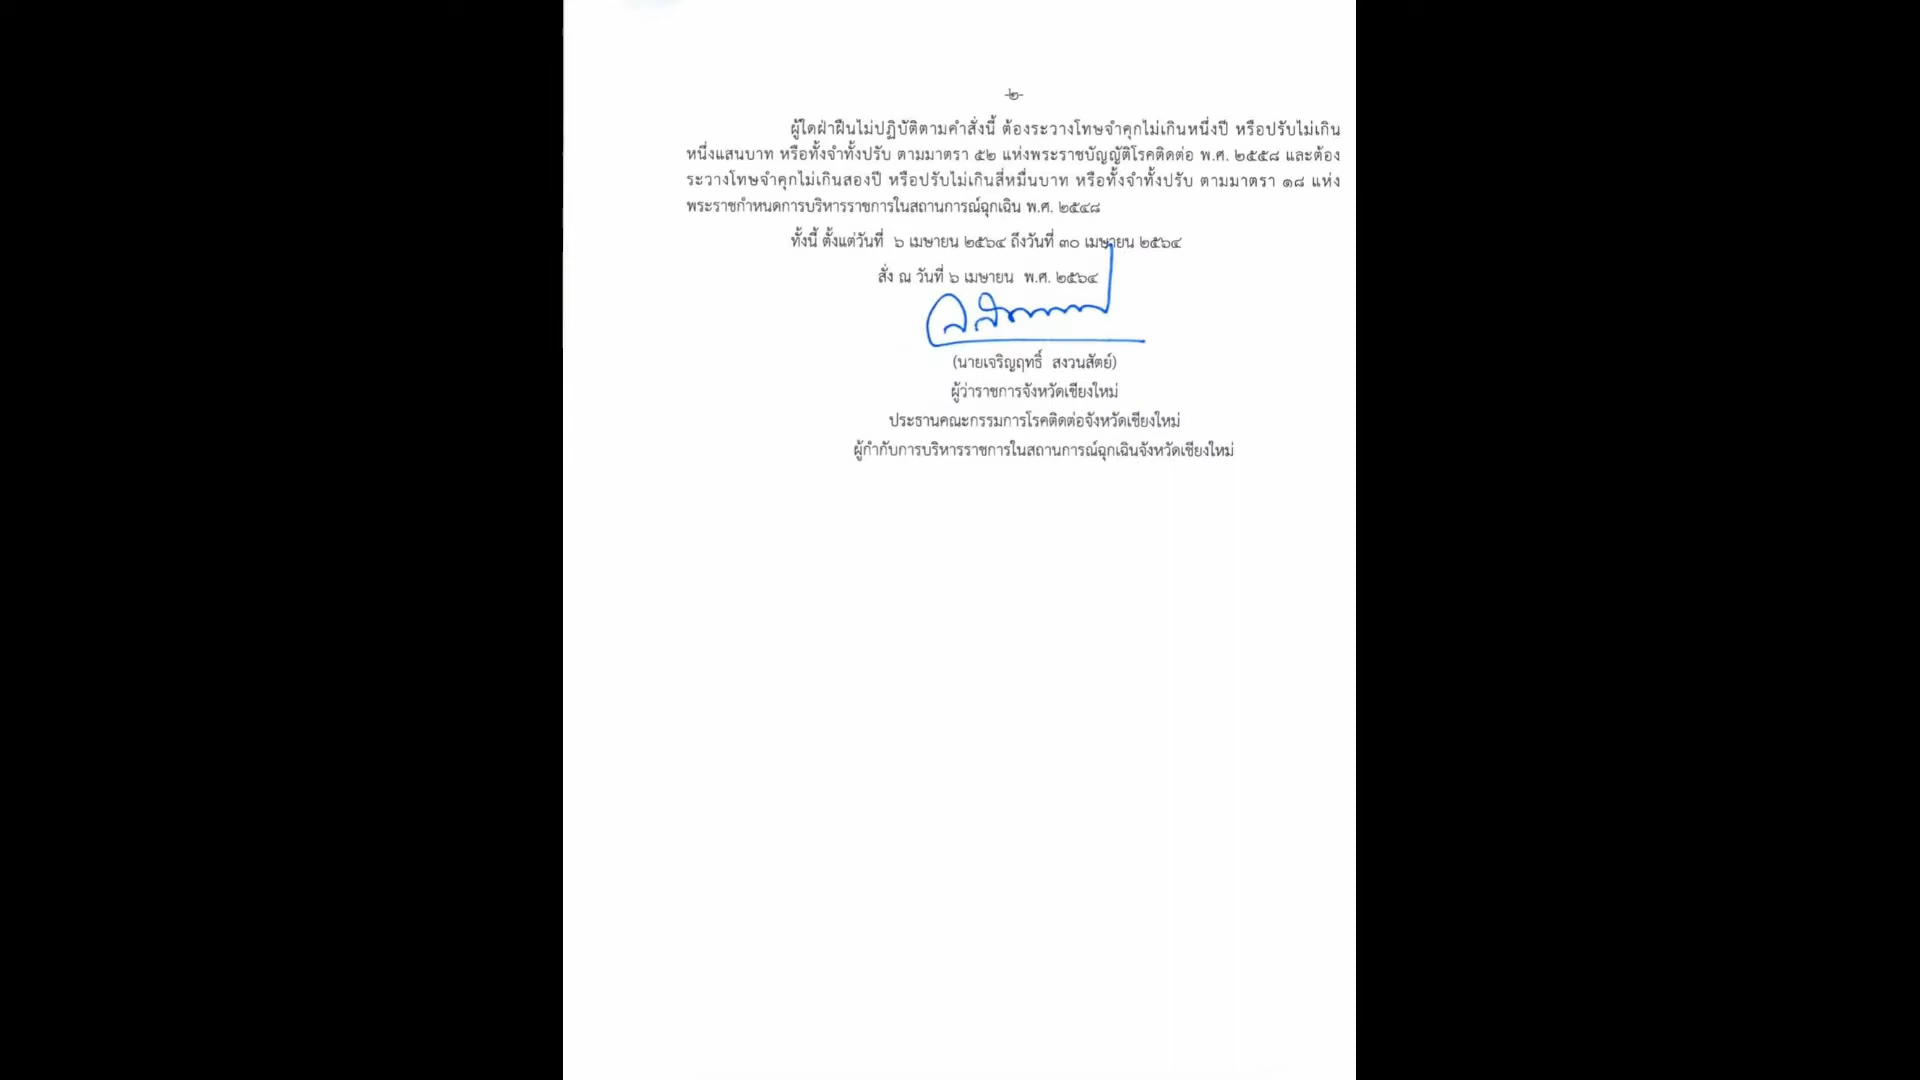 -๒-
ผู้ใดฝ่าฝืนไม่ปฏิบัติตามคำสั่งนี้ ต้องระวางโทษจำคุกไม่เกินหนึ่งปี หรือปรับไม่เกิน
หนึ่งแสนบาท หรือทั้งจำทั้งปรับ ตามมาตรา ๕๒ แห่งพระราชบัญญัติโรคติดต่อ พ.ศ. ๒๕๕๘ และต้อง
ระวางโทษจำคุกไม่เกินสองปี หรือปรับไม่เกินสี่หมื่นบาท หรือทั้งจำทั้งปรับ ตามมาตรา ๑๘ แห่ง
พระราชกำหนดการบริหารราชการในสถานการณ์ฉุกเฉิน พ.ศ. ๒๕๔๘
ทั้งนี้ ตั้งแต่วันที่ ๖ เมษายน ๒๕๖๔ ถึงวันที่ ๓๐ เมษายน ๒๕๖๔
สั่ง ณ วันที่ ๖ เมษายน พ.ศ. ๒๕๖๔
(นายเจริญฤทธิ์ สงวนสัตย์)
ผู้ว่าราชการจังหวัดเชียงใหม่
ประธานคณะกรรมการโรคติดต่อจังหวัดเชียงใหม่
ผู้กำกับการบริหารราชการในสถานการณ์ฉุกเฉินจังหวัดเชียงใหม่